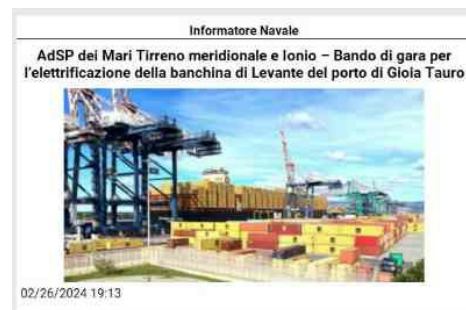 Informatore Navale
AdSP dei Mari Tirreno meridionale e Ionio – Bando di gara per
l'elettrificazione della banchina di Levante del porto di Gioia Tauro
02/26/2024 19:13